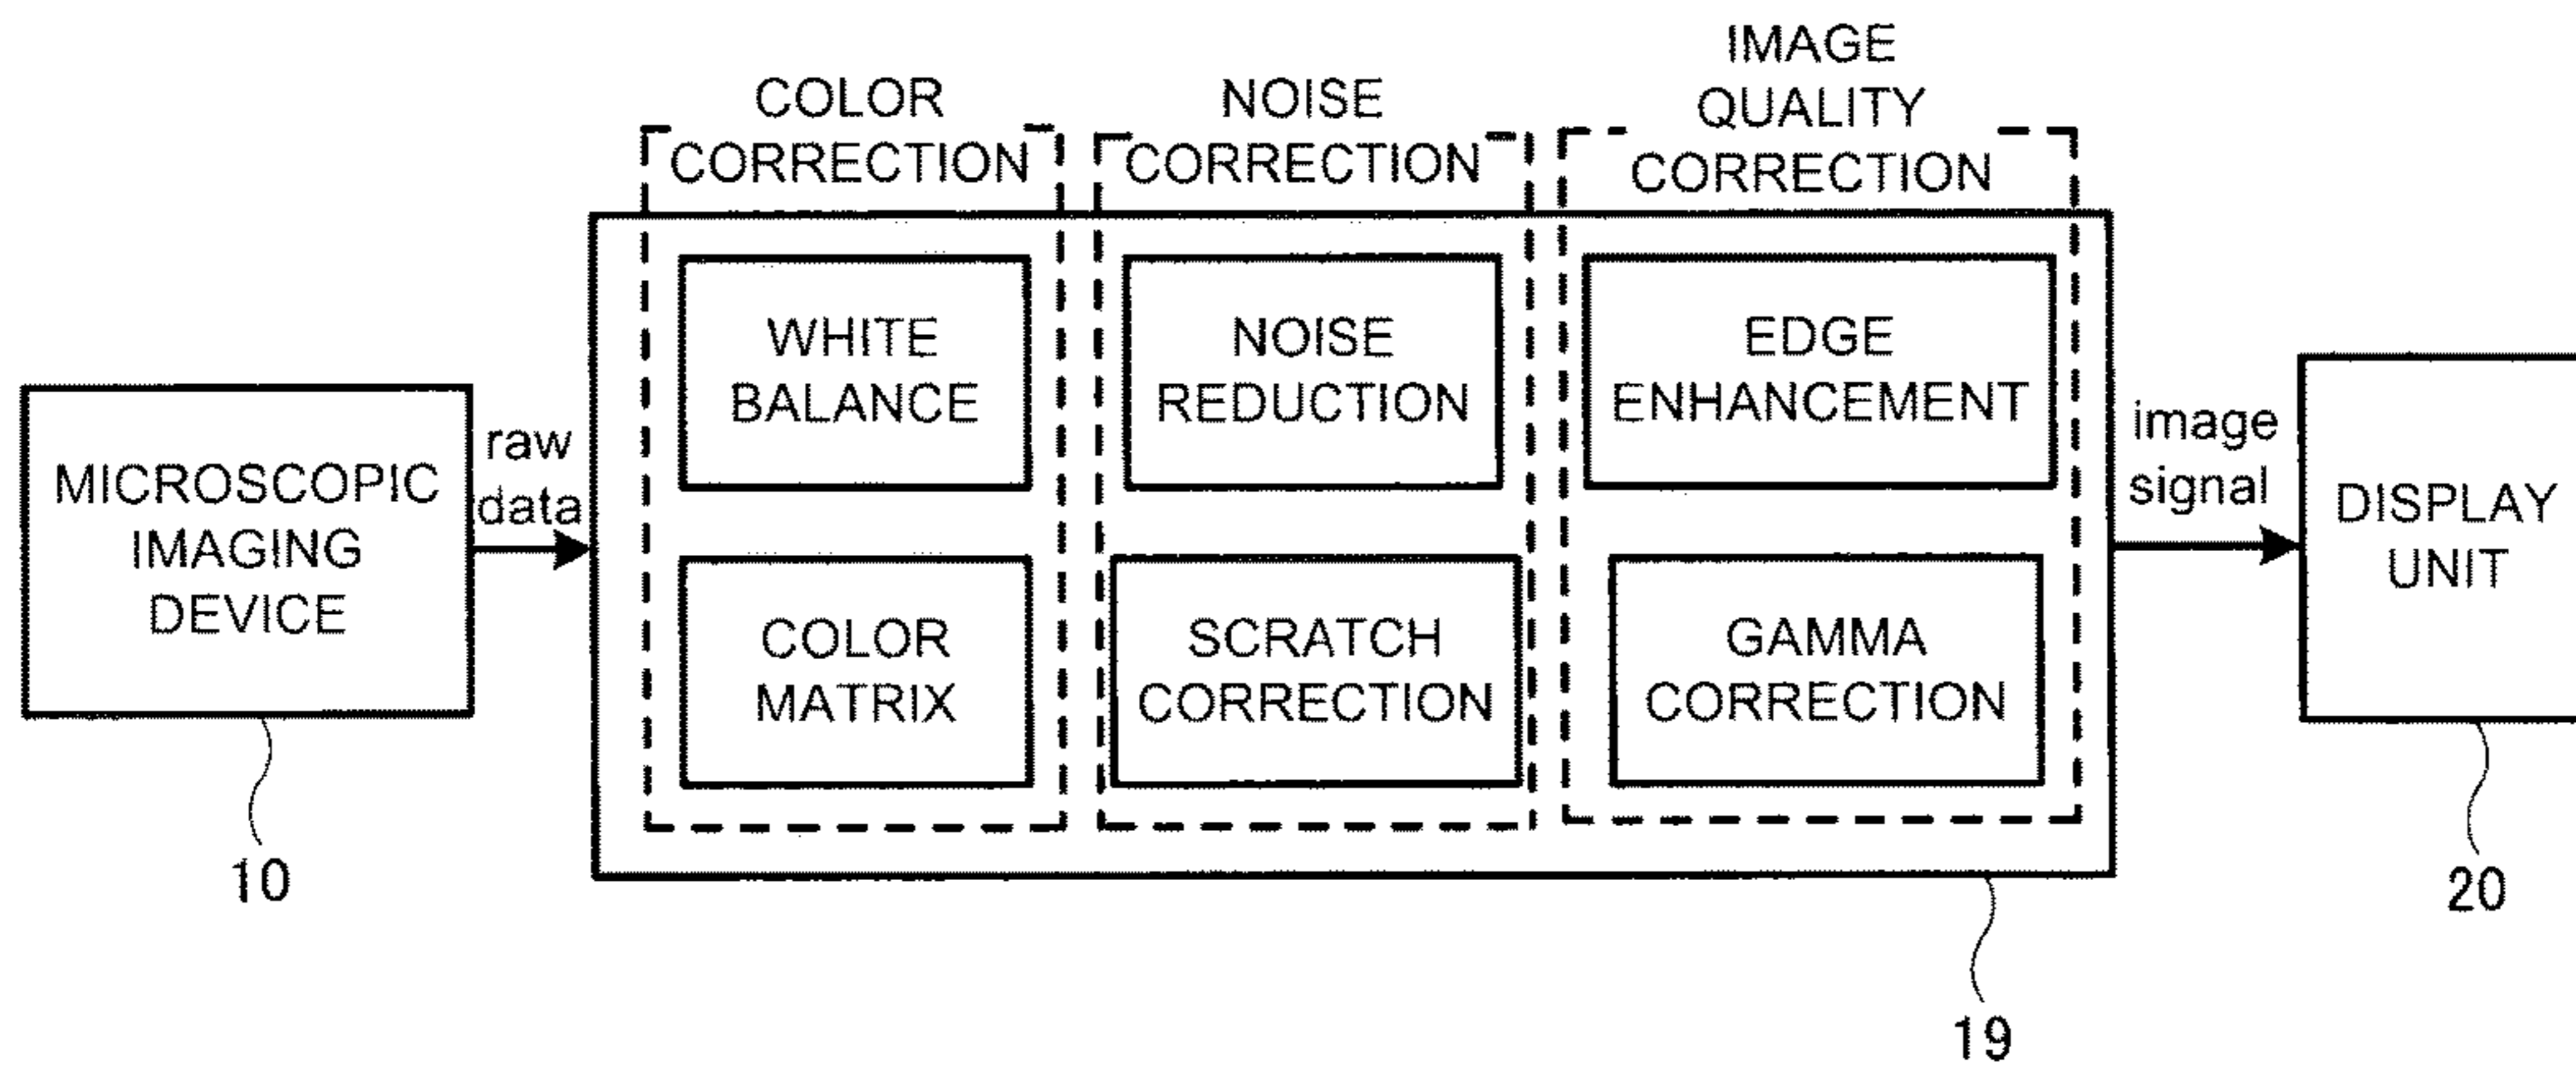 COLOR
CORRECTION
NOISE
CORRECTION
IMAGE
QUALITY
CORRECTION
MICROSCOPIC
IMAGING
DEVICE
raw
data
WHITE
BALANCE
NOISE
REDUCTION
EDGE
ENHANCEMENT
COLOR
MATRIX
SCRATCH
CORRECTION
GAMMA
CORRECTION
image
signal
DISPLAY
UNIT
10
19
20